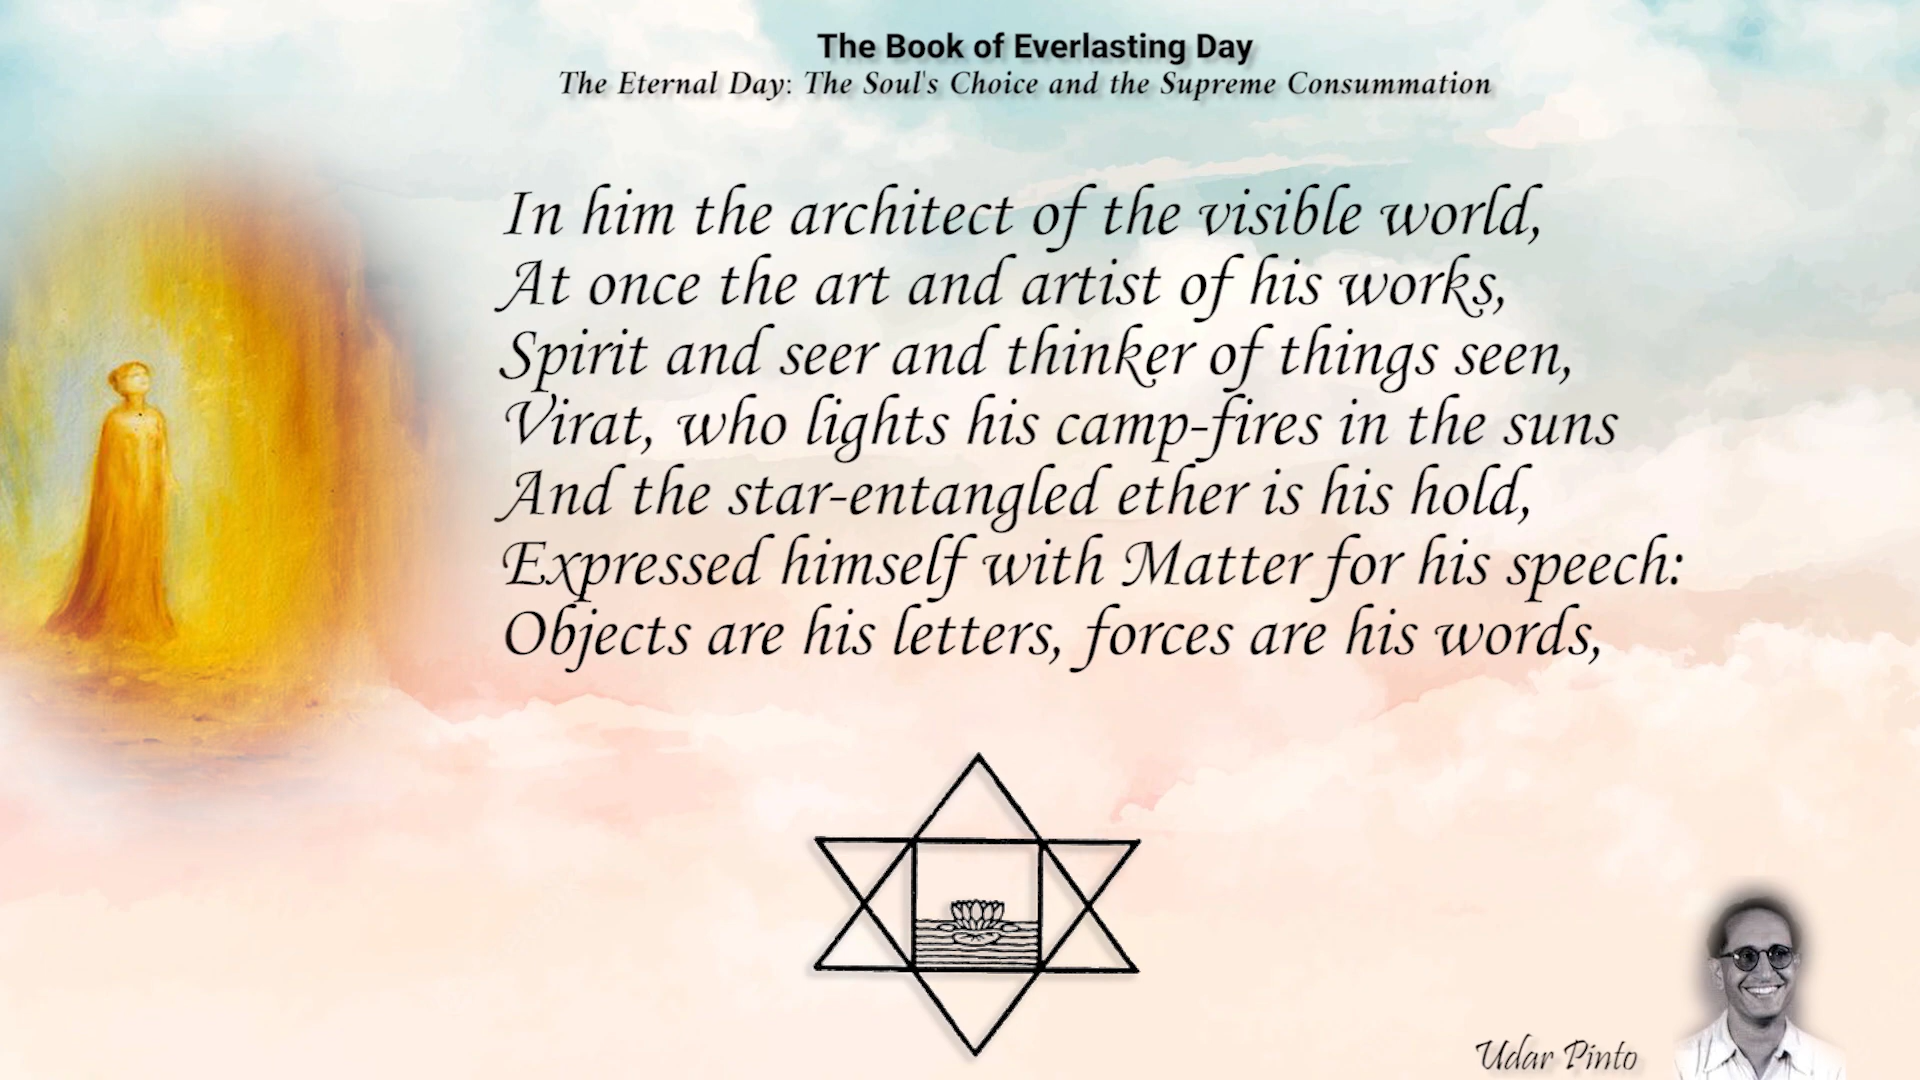 The Book of Everlasting Day
The Eternal Day: The Soul's Choice and the Supreme Consummation
In him the architect of the visible world,
At once the art and artist of his works,
Spirit and seer and thinker of things seen,
Virat, who lights his camp-fires in the suns
And the star-entangled ether is his hold,
Expressed himself with Matter for his speech:
Objects are his letters, forces are his words,
Udar Pinto